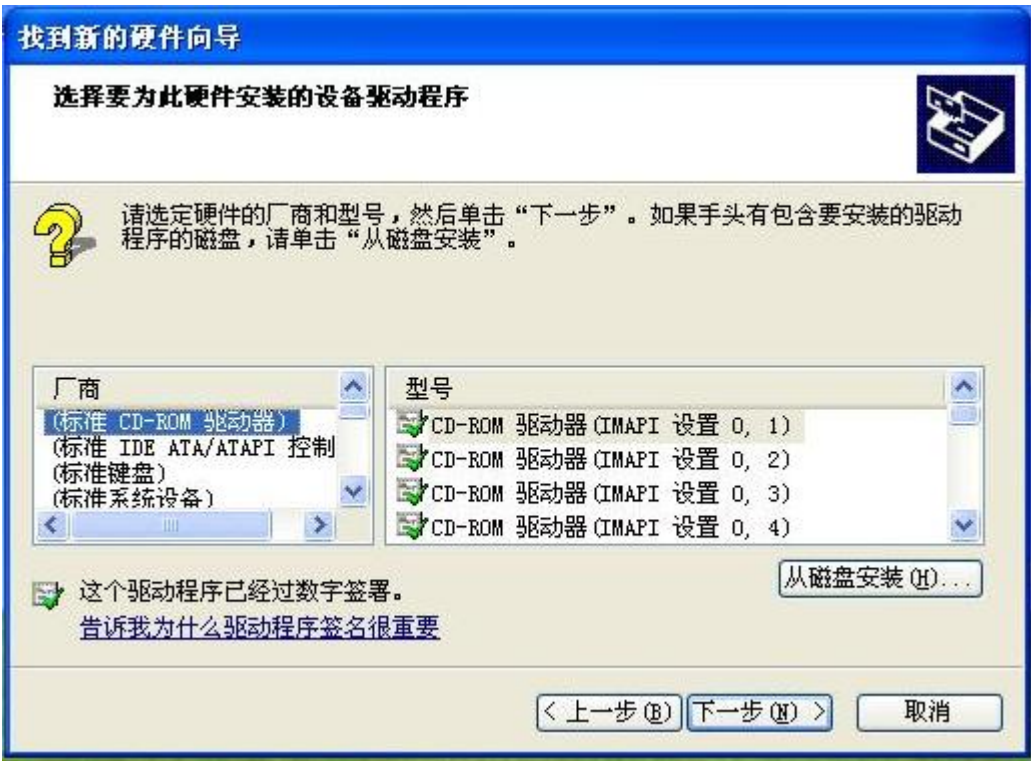 找到新的硬件向导
选择要为此硬件安装的设备驱动程序
请选定硬件的厂商和型号，然后单击“下一步”。如果手头有包含要安装的驱动
程序的磁盘，请单击“从磁盘安装”。
厂商
(标准 CD-ROM 驱动器)
(标准 IDE ATA/ATAPI 控制
(标准键盘)
(标准系统设备)
型号
CD-ROM 驱动器(IMAPI 设置 0, 1)
CD-ROM 驱动器(IMAPI 设置 0, 2)
CD-ROM 驱动器(IMAPI 设置 0, 3)
CD-ROM 驱动器(IMAPI 设置 0, 4)
这个驱动程序已经过数字签署。
告诉我为什么驱动程序签名很重要
从磁盘安装(H)...
< 上一步(B)
下一步(N) >
取消